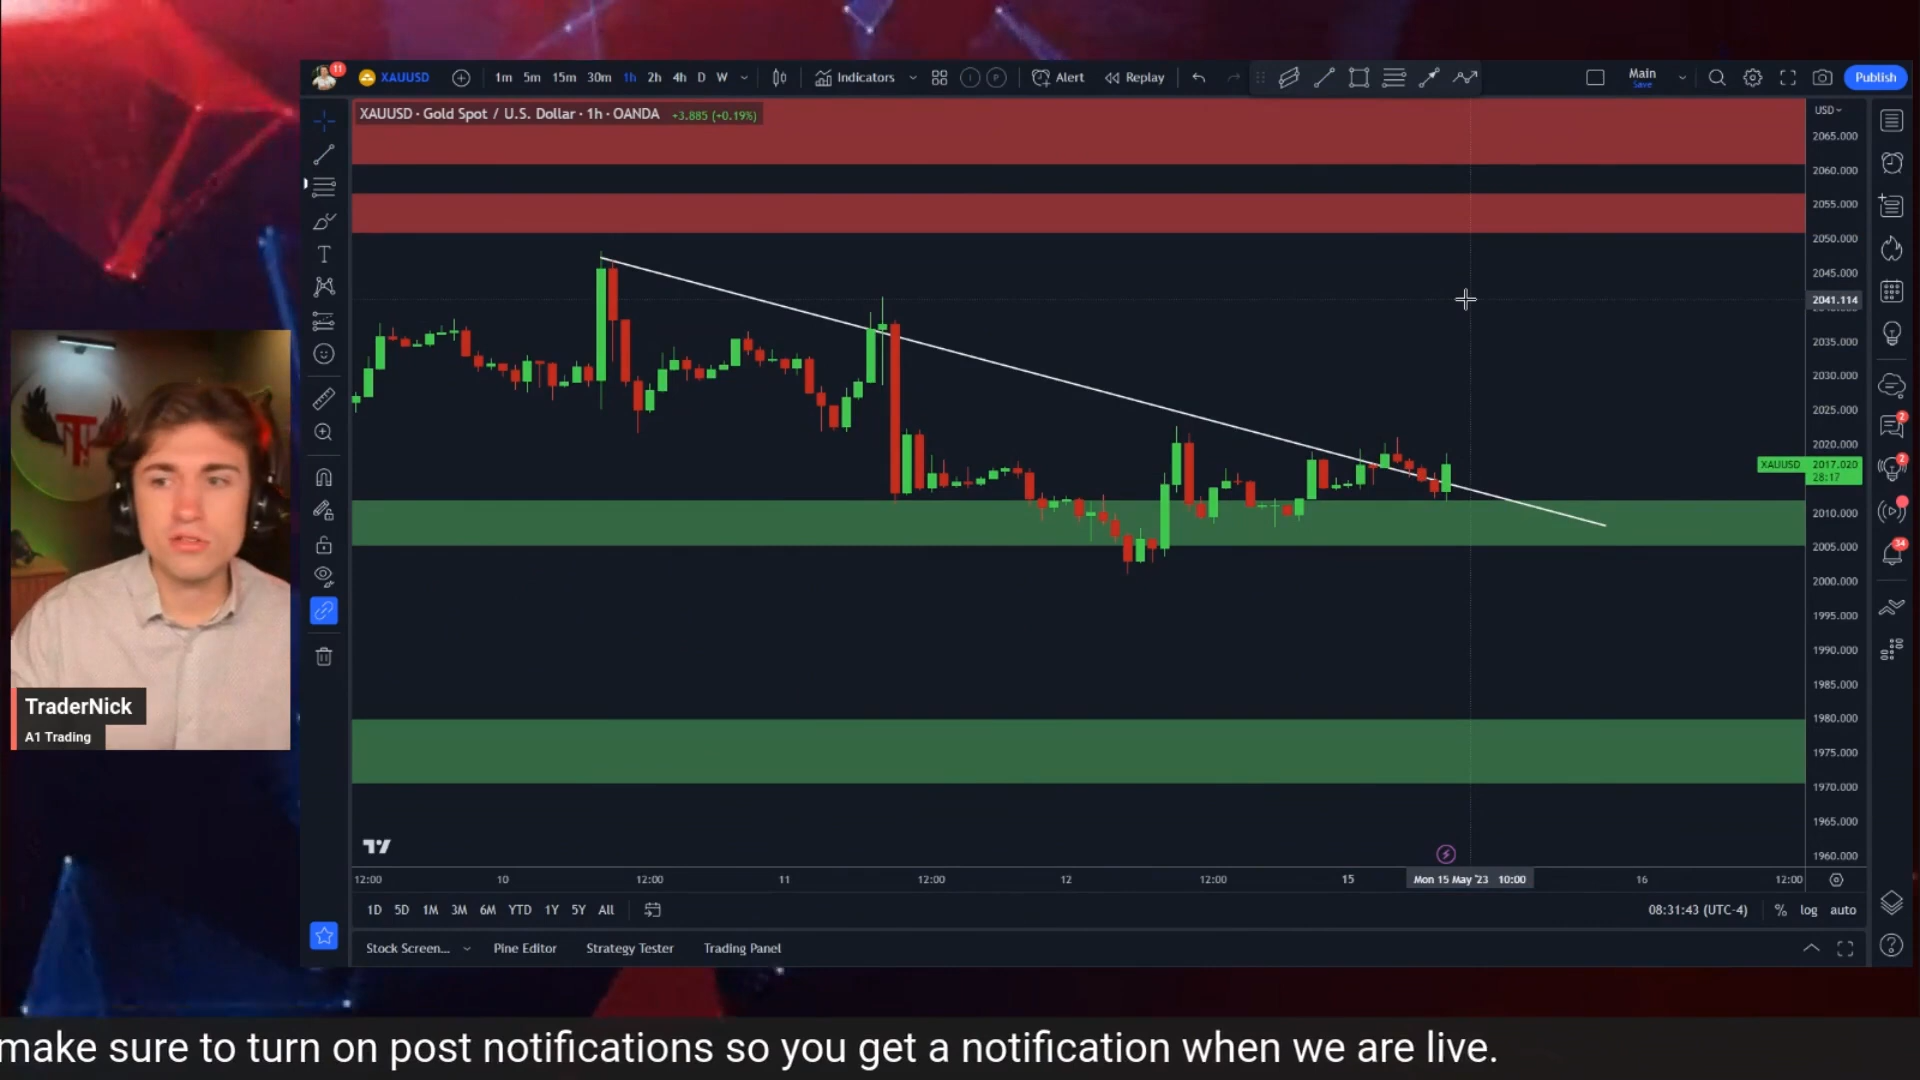 11
XAUUSD
1m 5m 15m 30m 1h 2h 4h D W
Indicators
Alert
Replay
Main
Save
Publish
XAUUSD · Gold Spot / U.S. Dollar · 1h · OANDA +3.885 (+0.19%)
USD
2065.000
2060.000
2055.000
2050.000
2045.000
2041.114
2035.000
2030.000
2025.000
2020.000
XAUUSD 2017.020
28:17
2010.000
2005.000
2000.000
1995.000
1990.000
1985.000
1980.000
1975.000
1970.000
1965.000
1960.000
2
2
34
T
TraderNick
A1 Trading
12:00 10 12:00 11 12:00 12 12:00 15 Mon 15 May '23 10:00 16 12:00
1D 5D 1M 3M 6M YTD 1Y 5Y All
08:31:43 (UTC-4) % log auto
Stock Screen... Pine Editor Strategy Tester Trading Panel
make sure to turn on post notifications so you get a notification when we are live.